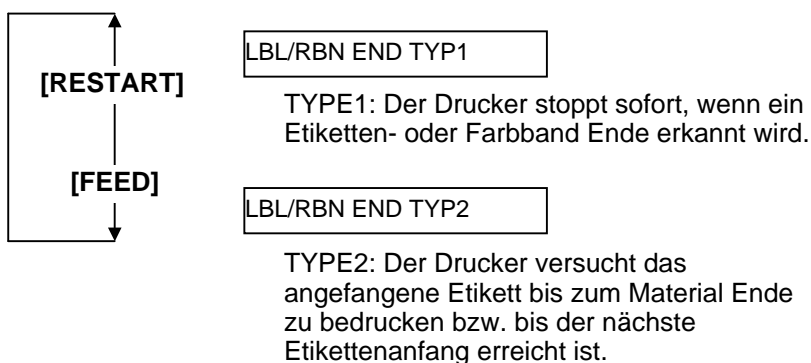 LBL/RBN END TYP1
[RESTART]
TYPE1: Der Drucker stoppt sofort, wenn ein
Etiketten- oder Farbband Ende erkannt wird.
[FEED]
LBL/RBN END TYP2
TYPE2: Der Drucker versucht das
angefangene Etikett bis zum Material Ende
zu bedrucken bzw. bis der nächste
Etikettenanfang erreicht ist.